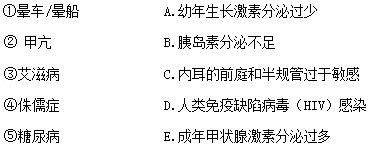 ①晕车/晕船 A.幼年生长激素分泌过少
② 甲亢 B.胰岛素分泌不足
③艾滋病 C.内耳的前庭和半规管过于敏感
④侏儒症 D.人类免疫缺陷病毒（HIV）感染
⑤糖尿病 E.成年甲状腺激素分泌过多